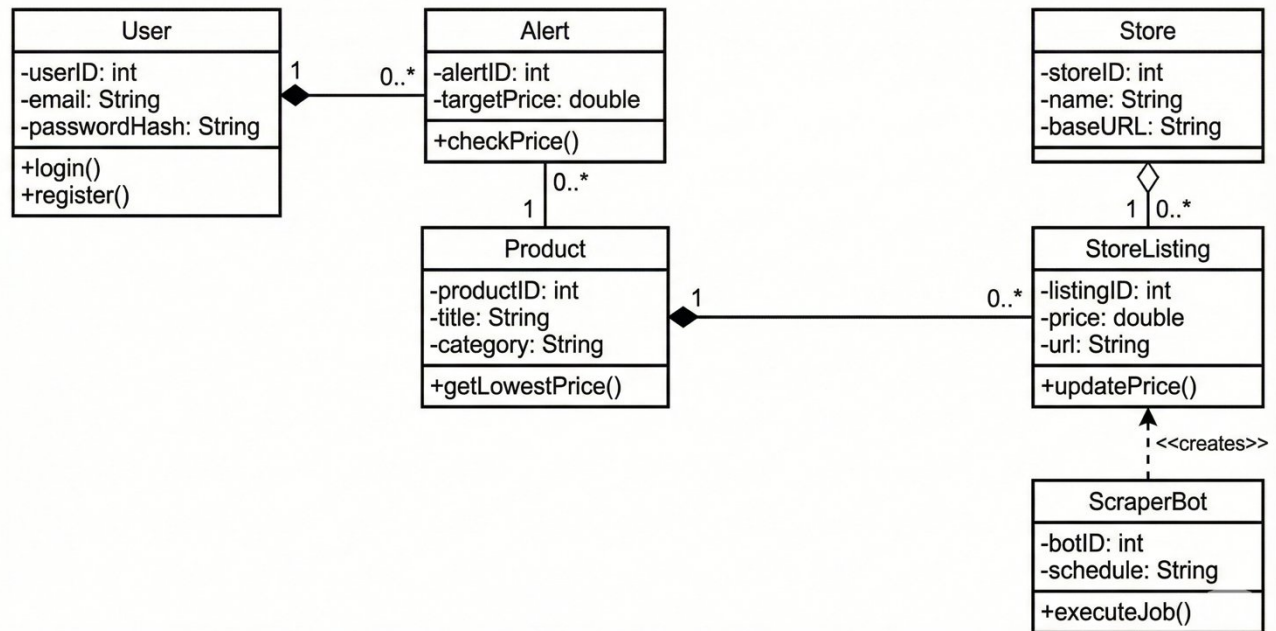 User
-userID: int
-email: String
-passwordHash: String
+login()
+register()
1
0..*
Alert
-alertID: int
-targetPrice: double
+checkPrice()
0..*
1
Product
-productID: int
-title: String
-category: String
+getLowestPrice()
1
0..*
Store
-storeID: int
-name: String
-baseURL: String
1 0..*
StoreListing
-listingID: int
-price: double
-url: String
+updatePrice()
<<creates>>
ScraperBot
-botID: int
-schedule: String
+executeJob()